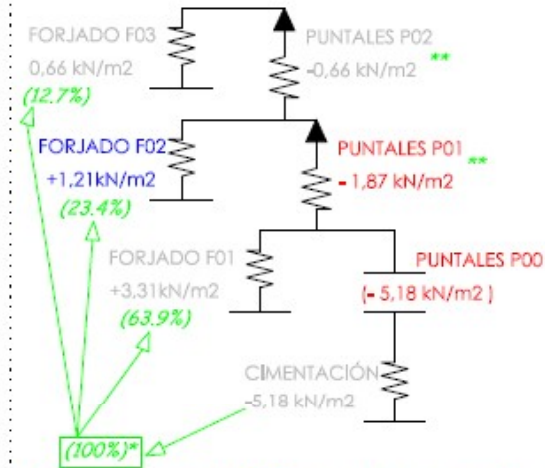 FORJADO F03
0,66 kN/m2
(12.7%)
PUNTALES P02
-0,66 kN/m2 **
FORJADO F02
+1,21kN/m2
(23.4%)
PUNTALES P01
- 1,87 kN/m2 **
FORJADO F01
+3,31kN/m2
(63.9%)
PUNTALES P00
(- 5,18 kN/m2 )
CIMENTACIÓN
-5,18 kN/m2
(100%)*